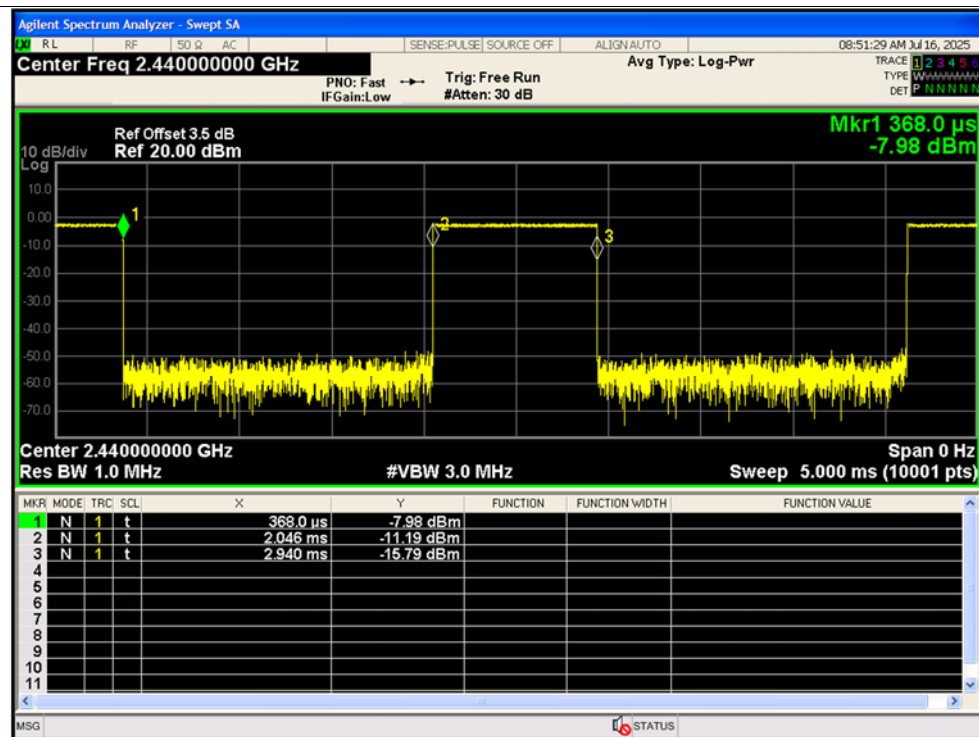 Agilent Spectrum Analyzer - Swept SA
LXI RL RF 50 Ω AC SENSE:PULSE SOURCE OFF ALIGN AUTO 08:51:29 AM Jul 16, 2025
Center Freq 2.440000000 GHz Avg Type: Log-Pwr TRACE 1 2 3 4 5 6
PNO: Fast Trig: Free Run TYPE WWWWWW
IFGain:Low #Atten: 30 dB DET P N N N N N
Mkr1 368.0 µs
Ref Offset 3.5 dB
10 dB/div Ref 20.00 dBm -7.98 dBm
Log
10.0
0.00
-10.0
-20.0
-30.0
-40.0
-50.0
-60.0
-70.0
1
2
3
Center 2.440000000 GHz Span 0 Hz
Res BW 1.0 MHz #VBW 3.0 MHz Sweep 5.000 ms (10001 pts)
MKR MODE TRC SCL X Y FUNCTION FUNCTION WIDTH FUNCTION VALUE
1 N 1 t 368.0 µs -7.98 dBm
2 N 1 t 2.046 ms -11.19 dBm
3 N 1 t 2.940 ms -15.79 dBm
4
5
6
7
8
9
10
11
MSG STATUS